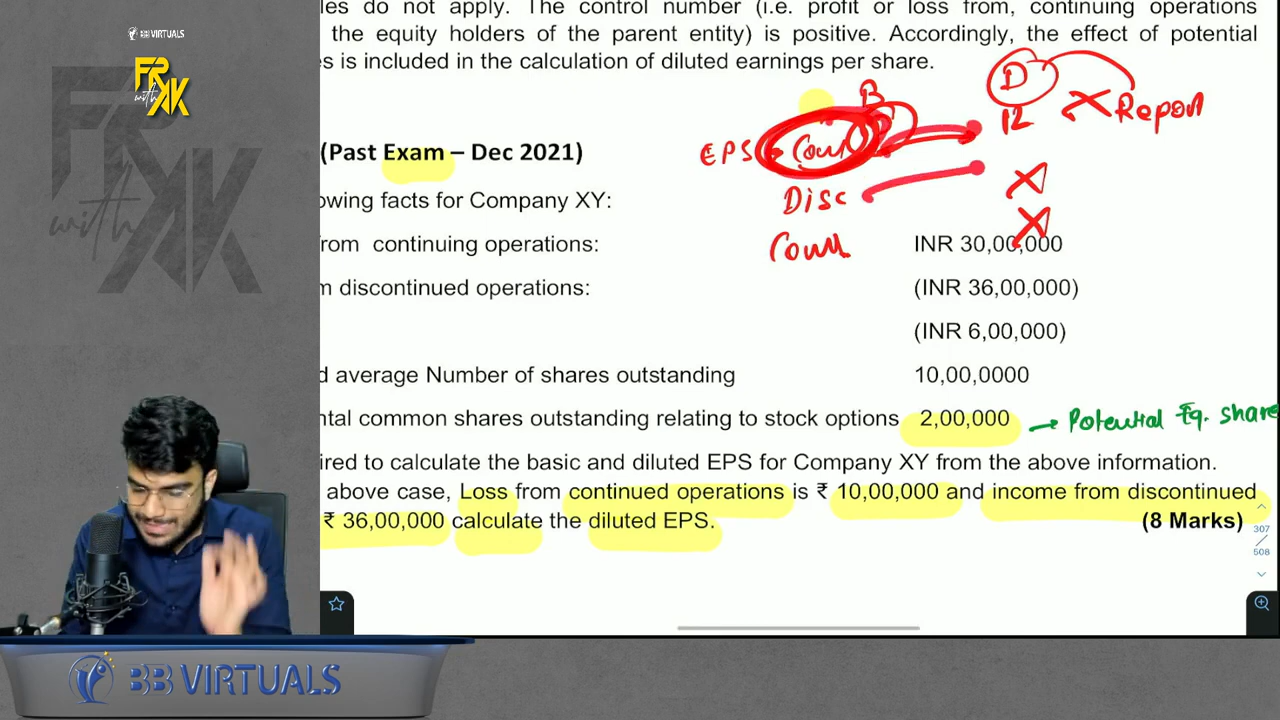 BB VIRTUALS
FR with AK
FR with AK
les do not apply. The control number (i.e. profit or loss from, continuing operations
the equity holders of the parent entity) is positive. Accordingly, the effect of potential
s is included in the calculation of diluted earnings per share.
B
D
12
Report
EPS
(Past Exam – Dec 2021)
Disc
owing facts for Company XY:
from continuing operations:
INR 30,00,000
m discontinued operations:
(INR 36,00,000)
(INR 6,00,000)
d average Number of shares outstanding
10,00,0000
ntal common shares outstanding relating to stock options 2,00,000 → Potential Eq. share
ired to calculate the basic and diluted EPS for Company XY from the above information.
above case, Loss from continued operations is ₹ 10,00,000 and income from discontinued
₹ 36,00,000 calculate the diluted EPS.
(8 Marks)
307
508
BB VIRTUALS